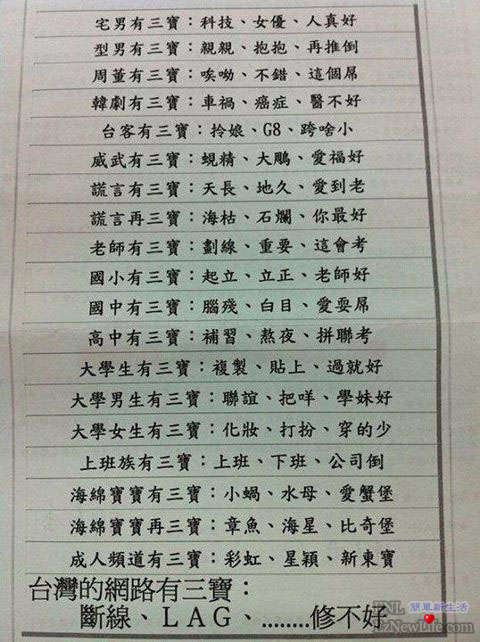 宅男有三寶：科技、女優、人真好
型男有三寶：親親、抱抱、再推倒
周董有三寶：唉呦、不錯、這個屌
韓劇有三寶：車禍、癌症、醫不好
台客有三寶：拎娘、G8、跨啥小
威武有三寶：蜆精、大鵰、愛福好
謊言有三寶：天長、地久、愛到老
謊言再三寶：海枯、石爛、你最好
老師有三寶：劃線、重要、這會考
國小有三寶：起立、立正、老師好
國中有三寶：腦殘、白目、愛耍屌
高中有三寶：補習、熬夜、拼聯考
大學生有三寶：複製、貼上、過就好
大學男生有三寶：聯誼、把咩、學妹好
大學女生有三寶：化妝、打扮、穿的少
上班族有三寶：上班、下班、公司倒
海綿寶寶有三寶：小蝸、水母、愛蟹堡
海綿寶寶再三寶：章魚、海星、比奇堡
成人頻道有三寶：彩虹、星穎、新東寶
台灣的網路有三寶：
斷線、LAG、........修不好
簡單新生活
EzNewlife.com